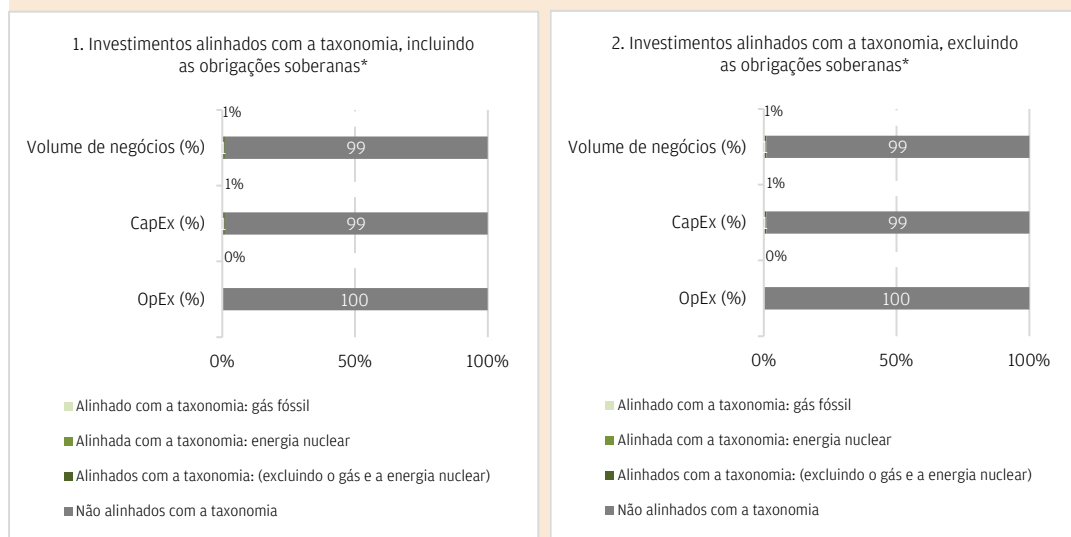 1. Investimentos alinhados com a taxonomia, incluindo
as obrigações soberanas*
1%
Volume de negócios (%)
1
99
1%
CapEx (%)
1
99
0%
OpEx (%)
100
0%
50%
100%
Alinhado com a taxonomia: gás fóssil
Alinhada com a taxonomia: energia nuclear
Alinhados com a taxonomia: (excluindo o gás e a energia nuclear)
Não alinhados com a taxonomia
2. Investimentos alinhados com a taxonomia, excluindo
as obrigações soberanas*
1%
Volume de negócios (%)
1
99
1%
CapEx (%)
1
99
0%
OpEx (%)
100
0%
50%
100%
Alinhado com a taxonomia: gás fóssil
Alinhada com a taxonomia: energia nuclear
Alinhados com a taxonomia: (excluindo o gás e a energia nuclear)
Não alinhados com a taxonomia